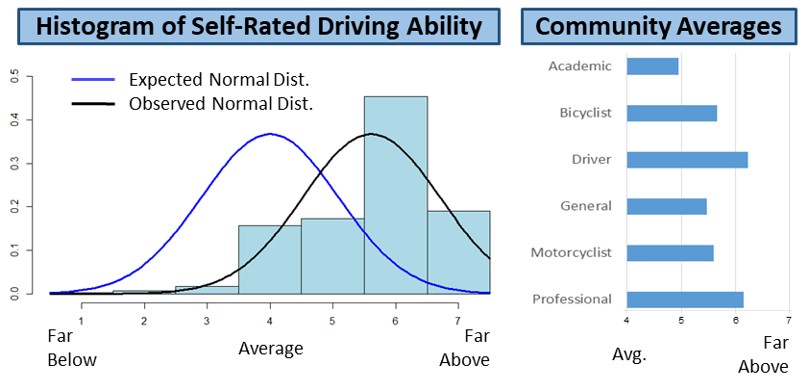 Histogram of Self-Rated Driving Ability
Expected Normal Dist.
Observed Normal Dist.
0.5
0.4
0.3
0.2
0.1
0.0
1 2 3 4 5 6 7
Far
Below
Average
Far
Above
Community Averages
Academic
Bicyclist
Driver
General
Motorcyclist
Professional
4 5 6 7
Avg.
Far
Above